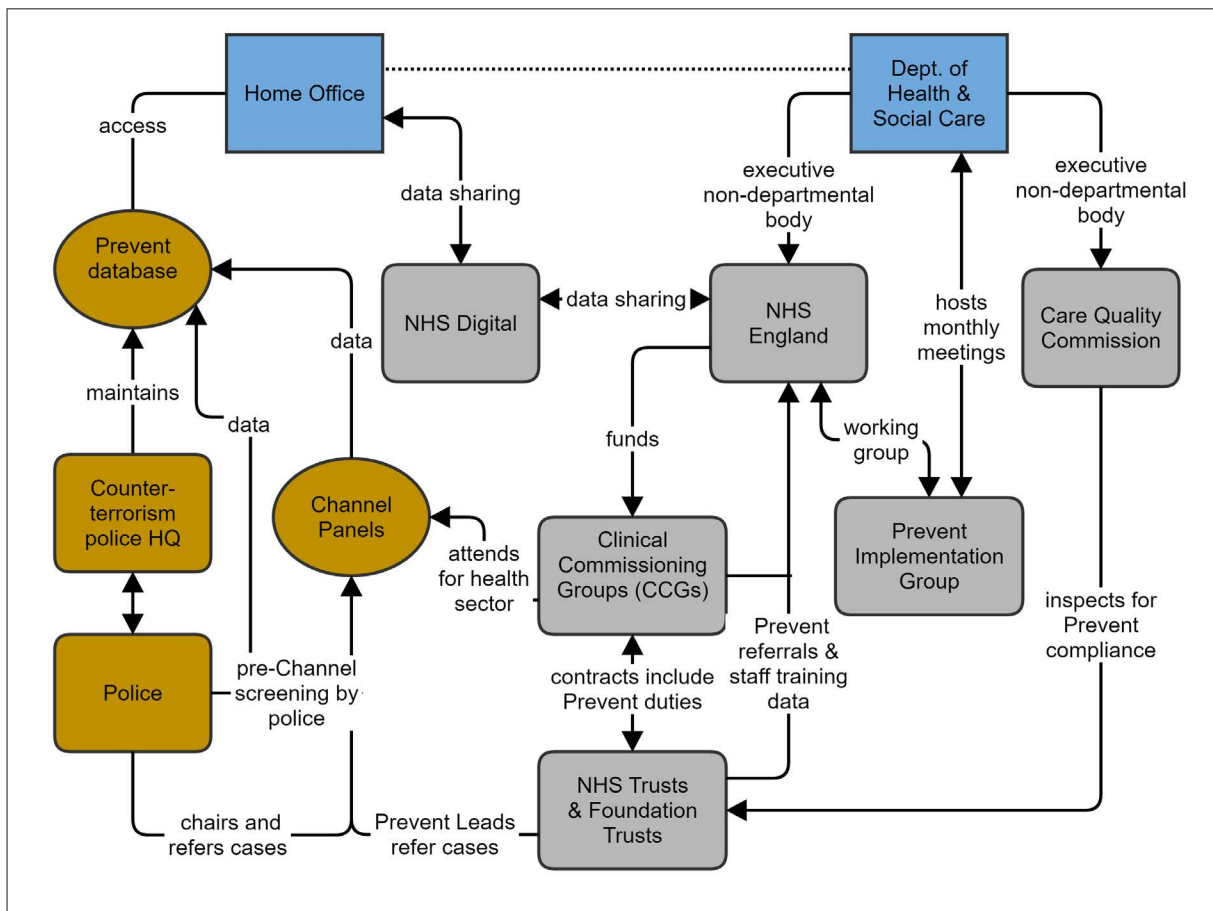 Home Office
Dept. of
Health &
Social Care
access
data sharing
executive
non-departmental
body
executive
non-departmental
body
Prevent
database
NHS Digital
data sharing
NHS
England
hosts
monthly
meetings
Care Quality
Commission
maintains
data
data
funds
working
group
Counter-
terrorism
police HQ
Channel
Panels
attends
for health
sector
Clinical
Commissioning
Groups (CCGs)
Prevent
Implementation
Group
inspects for
Prevent
compliance
Police
pre-Channel
screening by
police
contracts include
Prevent duties
Prevent
referrals &
staff training
data
chairs and
refers cases
Prevent Leads
refer cases
NHS Trusts
& Foundation
Trusts